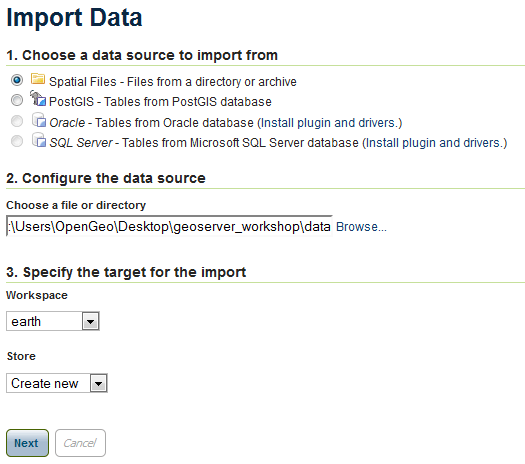 Import Data
1. Choose a data source to import from
Spatial Files - Files from a directory or archive
PostGIS - Tables from PostGIS database
Oracle - Tables from Oracle database (Install plugin and drivers.)
SQL Server - Tables from Microsoft SQL Server database (Install plugin and drivers.)
2. Configure the data source
Choose a file or directory
:\Users\OpenGeo\Desktop\geoserver_workshop\data Browse...
3. Specify the target for the import
Workspace
earth
Store
Create new
Next Cancel